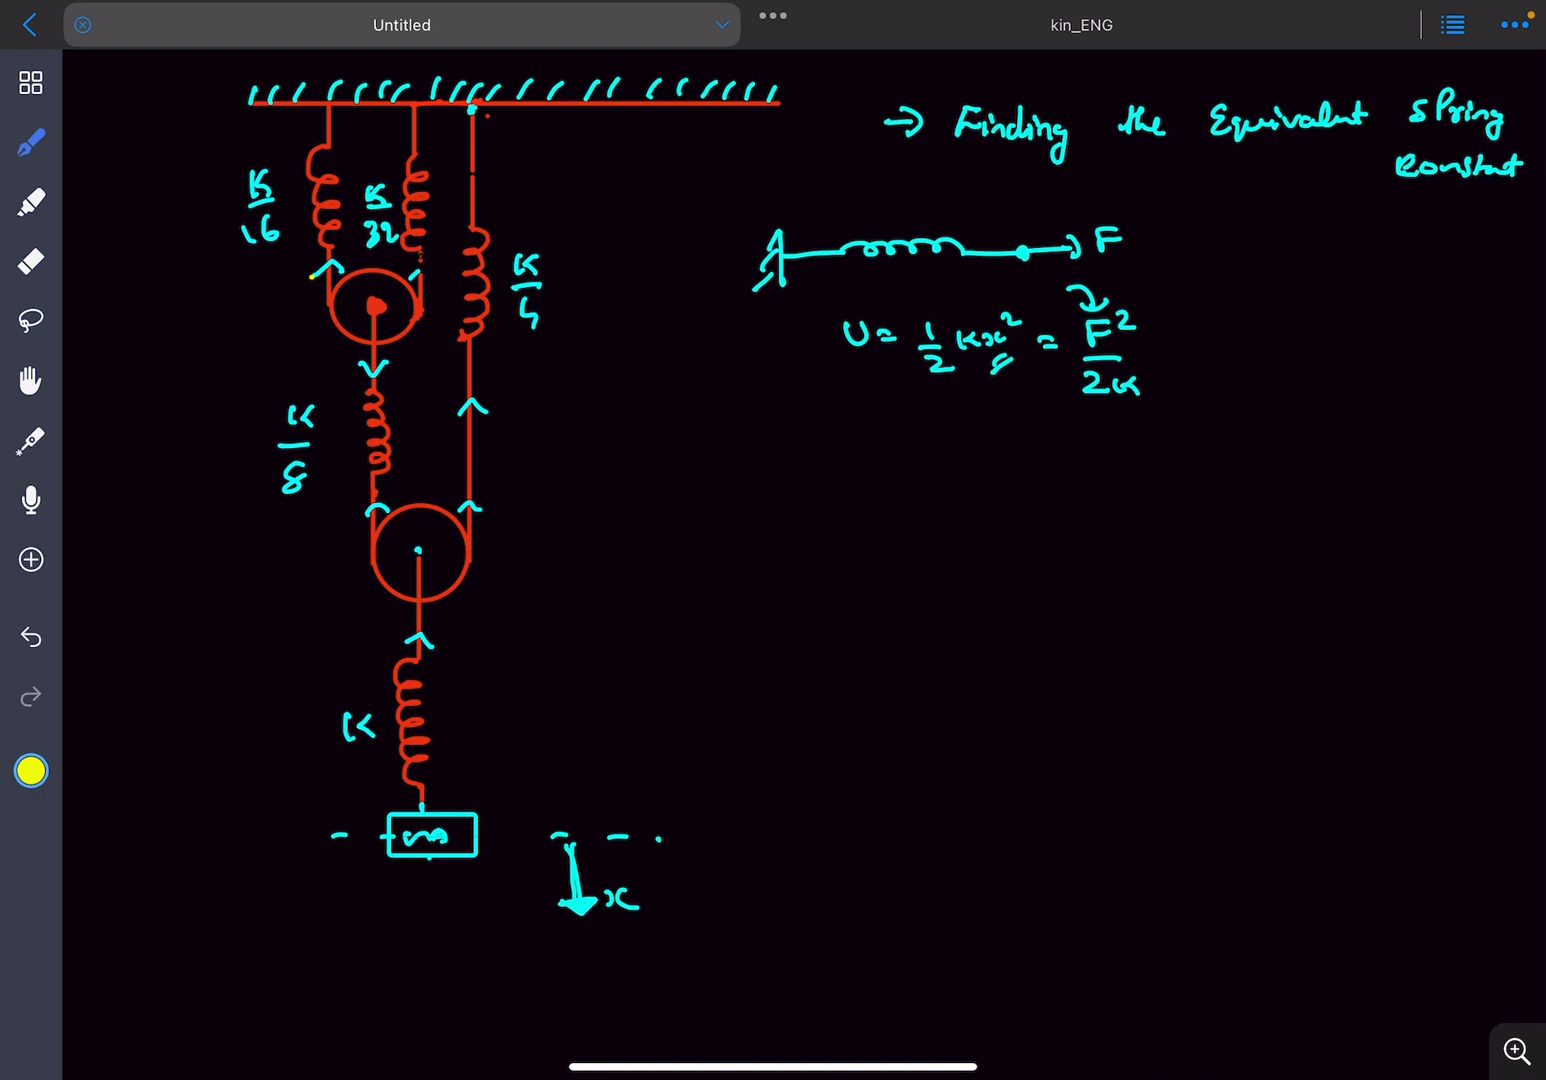 Untitled
kin_ENG
→ Finding the Equivalent spring
constant
K/16
K/32
K/4
F
U = 1/2 Kx² = F²/2K
K/8
K
m
x